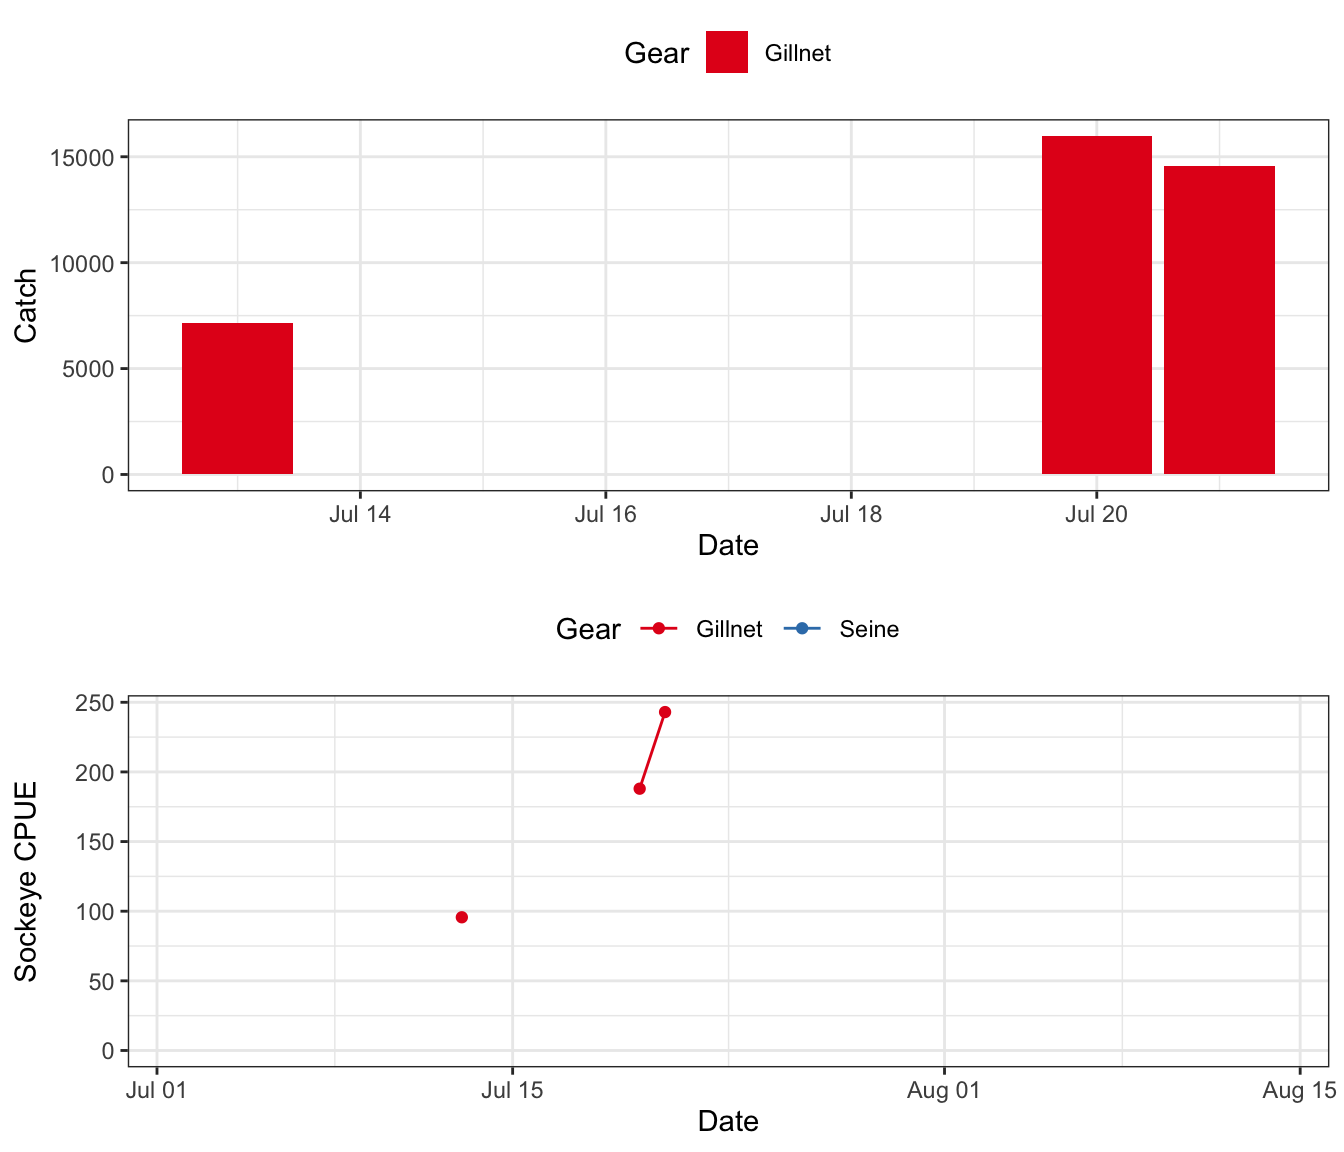 Gear Gillnet
15000
10000
5000
0
Catch
Jul 14 Jul 16 Jul 18 Jul 20
Date
Gear Gillnet Seine
250
200
150
100
50
0
Sockeye CPUE
Jul 01 Jul 15 Aug 01 Aug 15
Date